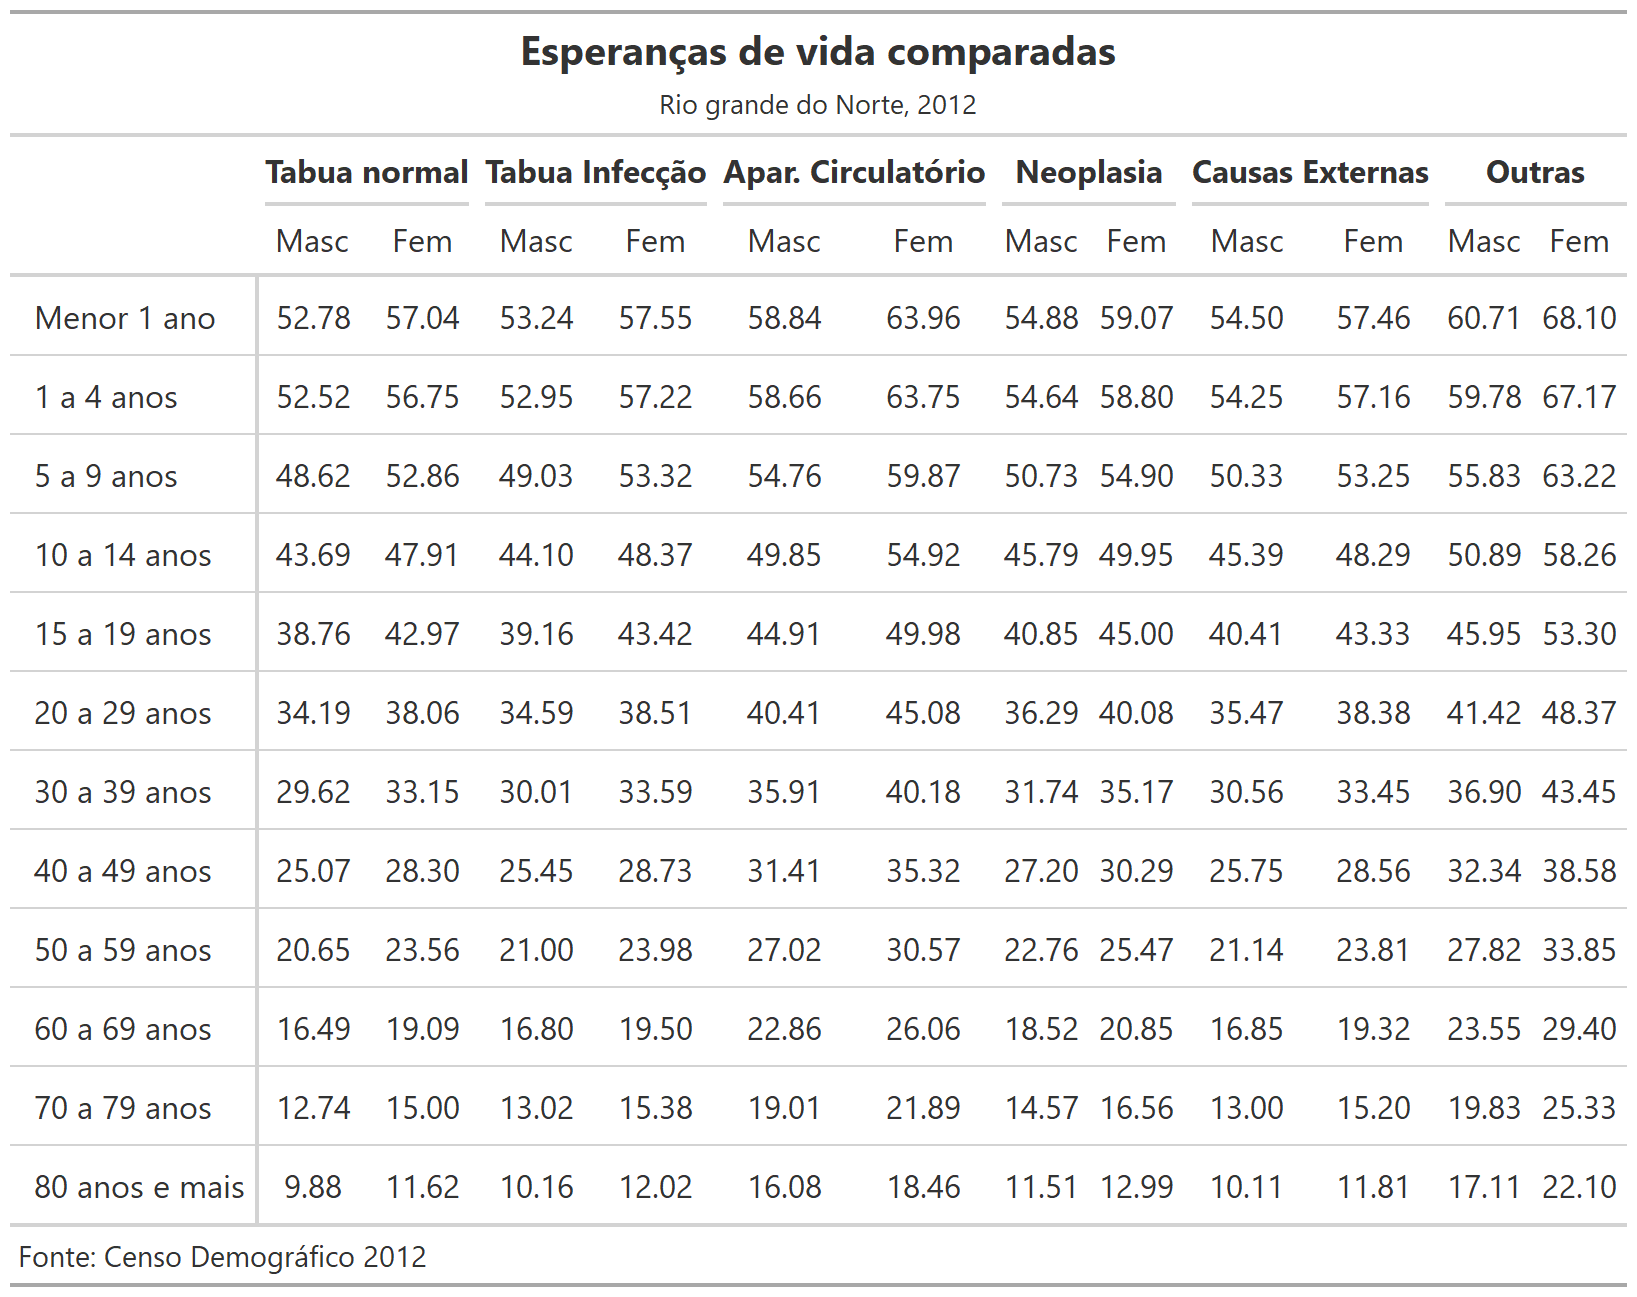 Esperanças de vida comparadas
Rio grande do Norte, 2012
Tabua normal Tabua Infecção Apar. Circulatório Neoplasia Causas Externas Outras
Masc Fem Masc Fem Masc Fem Masc Fem Masc Fem Masc Fem
Menor 1 ano 52.78 57.04 53.24 57.55 58.84 63.96 54.88 59.07 54.50 57.46 60.71 68.10
1 a 4 anos 52.52 56.75 52.95 57.22 58.66 63.75 54.64 58.80 54.25 57.16 59.78 67.17
5 a 9 anos 48.62 52.86 49.03 53.32 54.76 59.87 50.73 54.90 50.33 53.25 55.83 63.22
10 a 14 anos 43.69 47.91 44.10 48.37 49.85 54.92 45.79 49.95 45.39 48.29 50.89 58.26
15 a 19 anos 38.76 42.97 39.16 43.42 44.91 49.98 40.85 45.00 40.41 43.33 45.95 53.30
20 a 29 anos 34.19 38.06 34.59 38.51 40.41 45.08 36.29 40.08 35.47 38.38 41.42 48.37
30 a 39 anos 29.62 33.15 30.01 33.59 35.91 40.18 31.74 35.17 30.56 33.45 36.90 43.45
40 a 49 anos 25.07 28.30 25.45 28.73 31.41 35.32 27.20 30.29 25.75 28.56 32.34 38.58
50 a 59 anos 20.65 23.56 21.00 23.98 27.02 30.57 22.76 25.47 21.14 23.81 27.82 33.85
60 a 69 anos 16.49 19.09 16.80 19.50 22.86 26.06 18.52 20.85 16.85 19.32 23.55 29.40
70 a 79 anos 12.74 15.00 13.02 15.38 19.01 21.89 14.57 16.56 13.00 15.20 19.83 25.33
80 anos e mais 9.88 11.62 10.16 12.02 16.08 18.46 11.51 12.99 10.11 11.81 17.11 22.10
Fonte: Censo Demográfico 2012